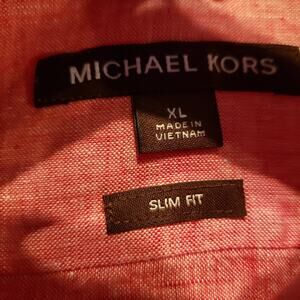 MICHAEL KORS
XL
MADE IN
VIETNAM
SLIM FIT